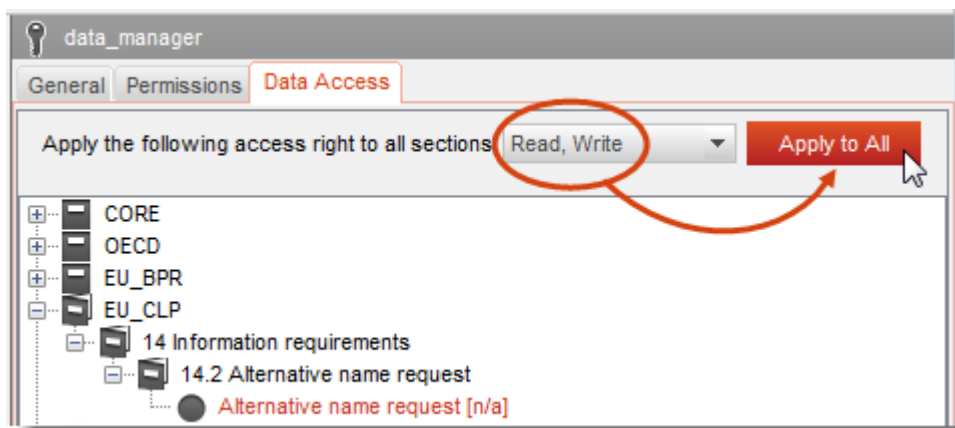 data_manager
General Permissions Data Access
Apply the following access right to all sections Read, Write Apply to All
CORE
OECD
EU_BPR
EU_CLP
14 Information requirements
14.2 Alternative name request
Alternative name request [n/a]